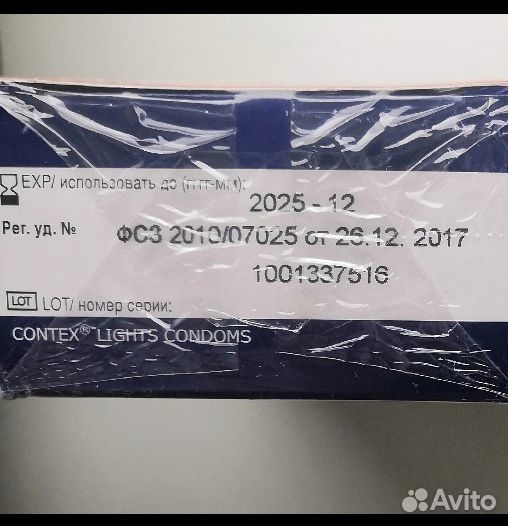 EXP/ использовать до (гггг-мм):
2025 - 12
Рег. уд. № ФСЗ 2010/07025 от 26.12. 2017
1001337516
LOT LOT/ номер серии:
CONTEX® LIGHTS CONDOMS
Avito